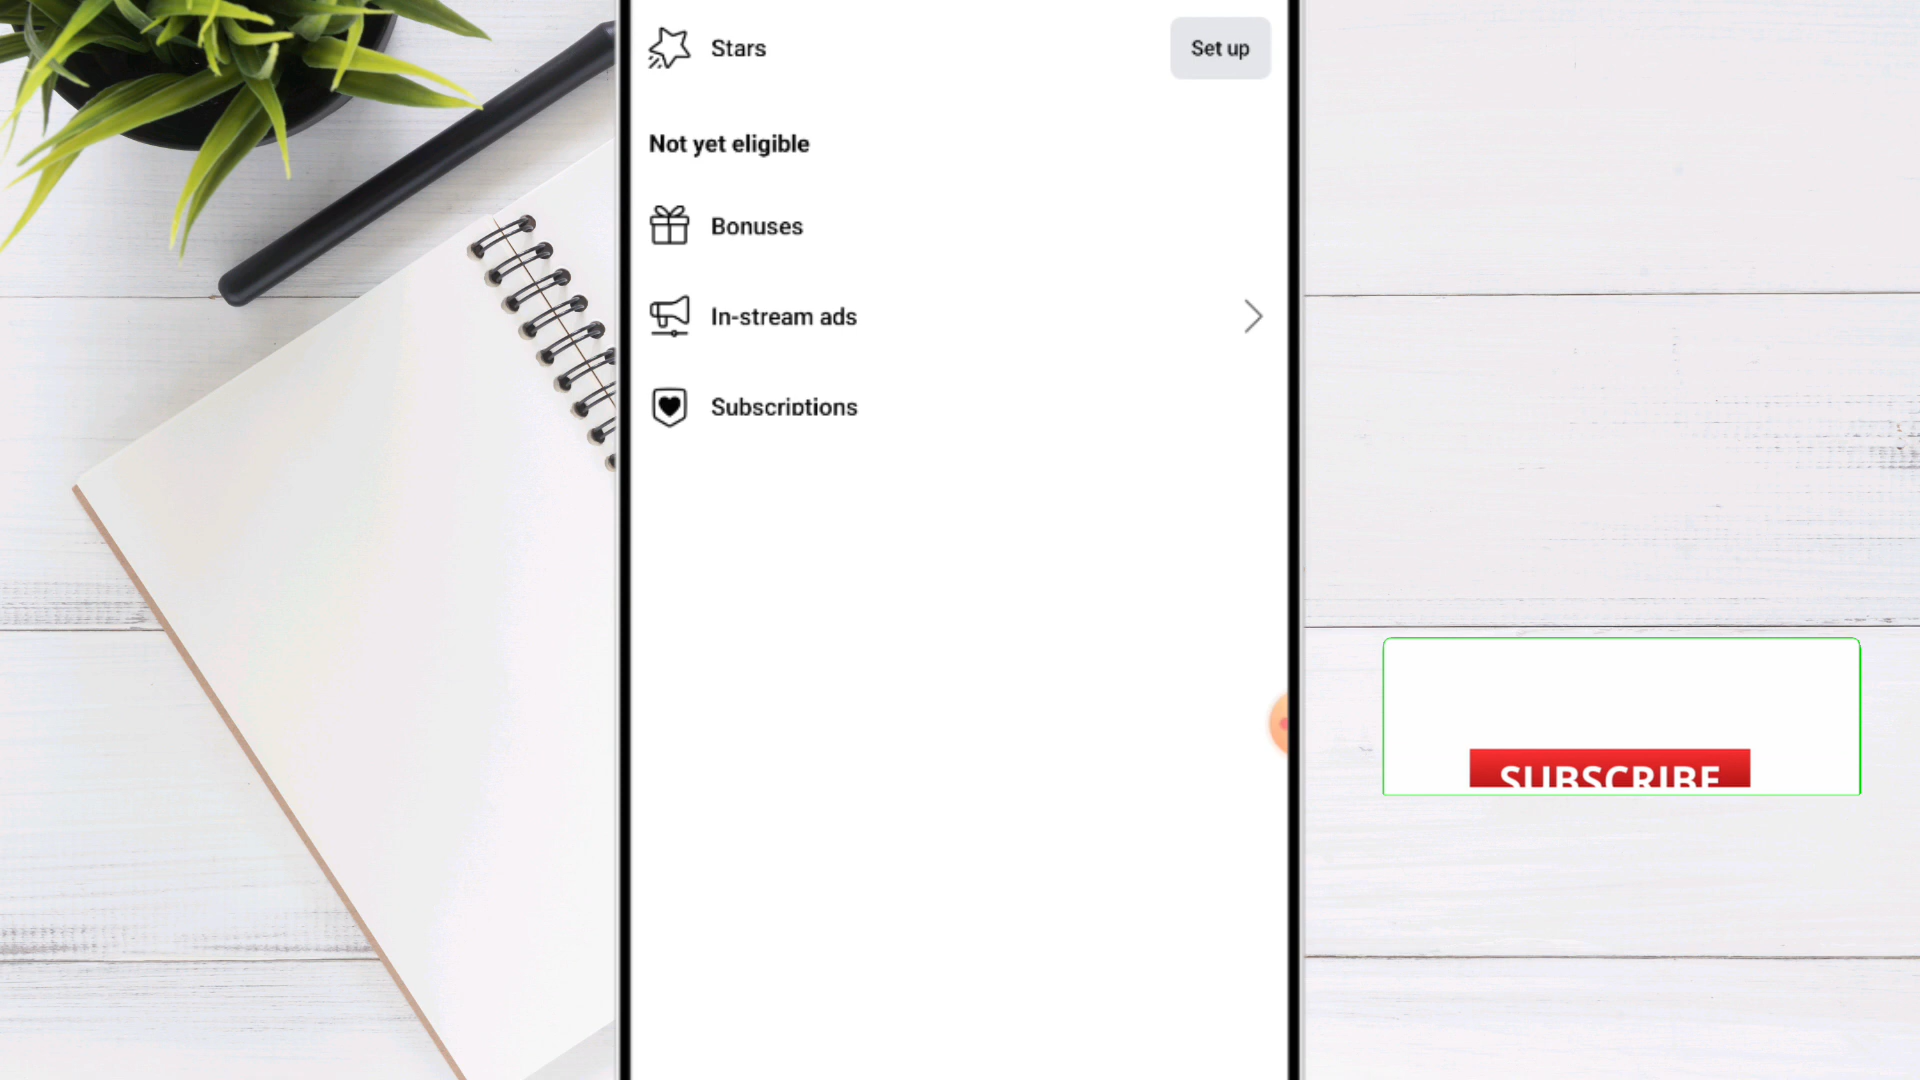 Stars
Set up
Not yet eligible
Bonuses
In-stream ads
Subscriptions
SUBSCRIBE